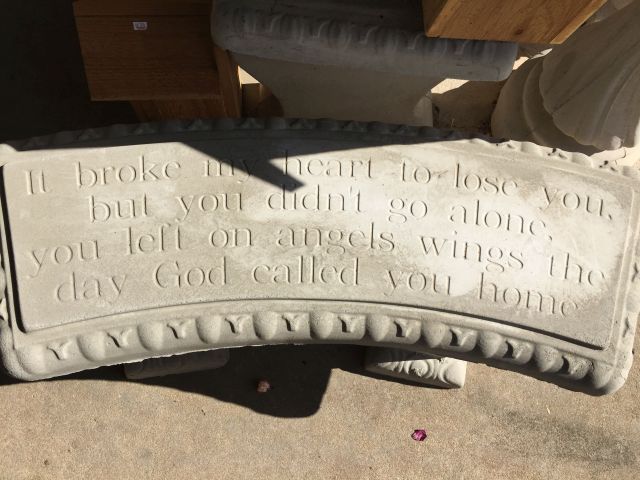 It broke my heart to lose you,
but you didn't go alone,
you left on angels wings the
day God called you home